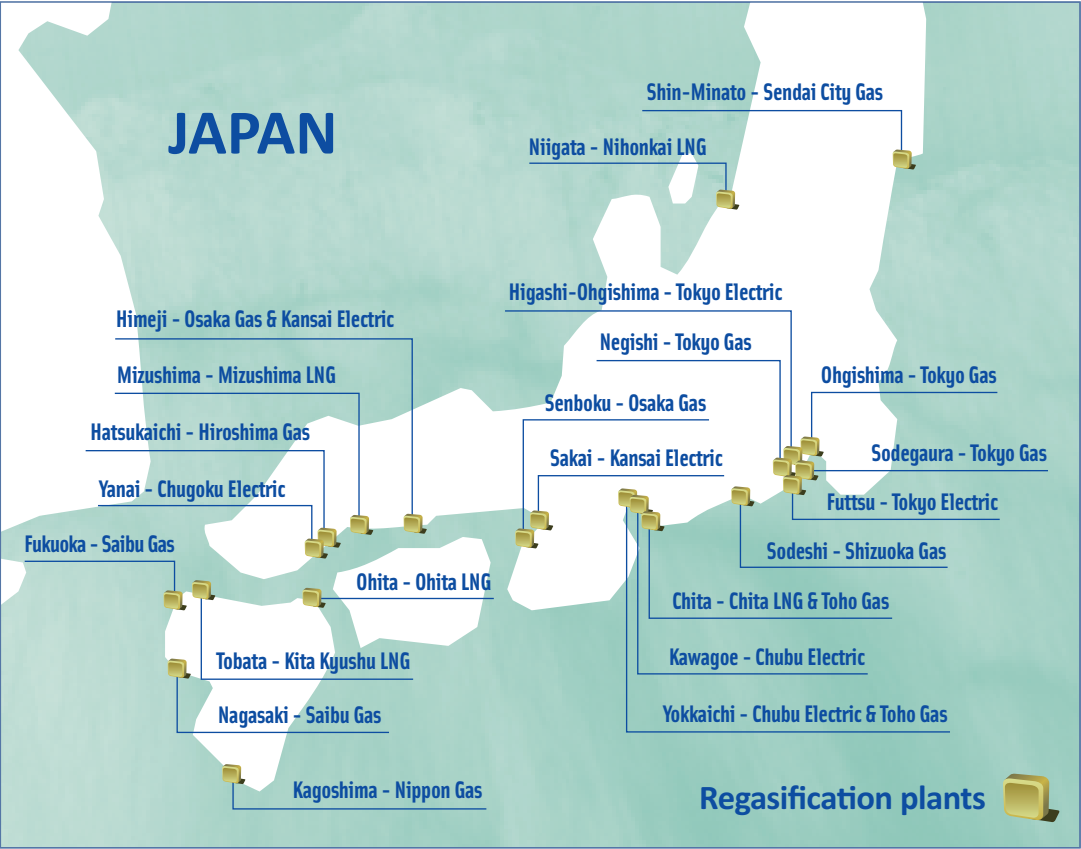 Shin-Minato - Sendai City Gas
JAPAN
Niigata - Nihonkai LNG
Higashi-Ohgishima - Tokyo Electric
Himeji - Osaka Gas & Kansai Electric
Negishi - Tokyo Gas
Mizushima - Mizushima LNG
Ohgishima - Tokyo Gas
Senboku - Osaka Gas
Hatsukaichi - Hiroshima Gas
Sodegaura - Tokyo Gas
Sakai - Kansai Electric
Yanai - Chugoku Electric
Futtsu - Tokyo Electric
Fukuoka - Saibu Gas
Sodeshi - Shizuoka Gas
Ohita - Ohita LNG
Chita - Chita LNG & Toho Gas
Tobata - Kita Kyushu LNG
Kawagoe - Chubu Electric
Nagasaki - Saibu Gas
Yokkaichi - Chubu Electric & Toho Gas
Kagoshima - Nippon Gas
Regasification plants